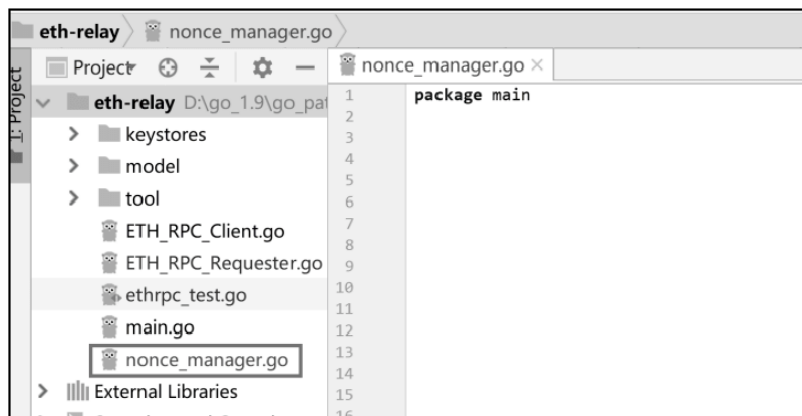 eth-relay nonce_manager.go
1: Project
Project
nonce_manager.go
eth-relay D:\go_1.9\go_pat
keystores
model
tool
ETH_RPC_Client.go
ETH_RPC_Requester.go
ethrpc_test.go
main.go
nonce_manager.go
External Libraries
1 package main
2
3
4
5
6
7
8
9
10
11
12
13
14
15
16